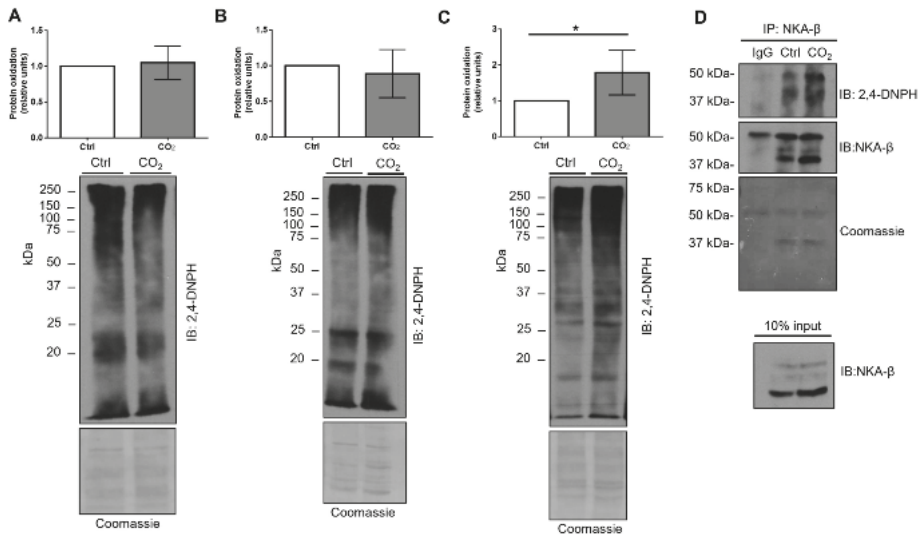 A
Protein oxidation
(relative units)
1.5
1.0
0.5
0.0
Ctrl
CO2
Ctrl
CO2
250
150
100
75
50
37
25
20
kDa
IB: 2,4-DNPH
Coomassie
B
Protein oxidation
(relative units)
1.5
1.0
0.5
0.0
Ctrl
CO2
Ctrl
CO2
250
150
100
75
50
37
25
20
kDa
IB: 2,4-DNPH
Coomassie
C
Protein oxidation
(relative units)
3
2
1
0
*
Ctrl
CO2
Ctrl
CO2
250
150
100
75
50
37
25
20
kDa
IB: 2,4-DNPH
Coomassie
D
IP: NKA-β
IgG Ctrl CO2
50 kDa-
37 kDa-
IB: 2,4-DNPH
50 kDa-
37 kDa-
IB:NKA-β
75 kDa-
50 kDa-
37 kDa-
Coomassie
10% input
IB:NKA-β